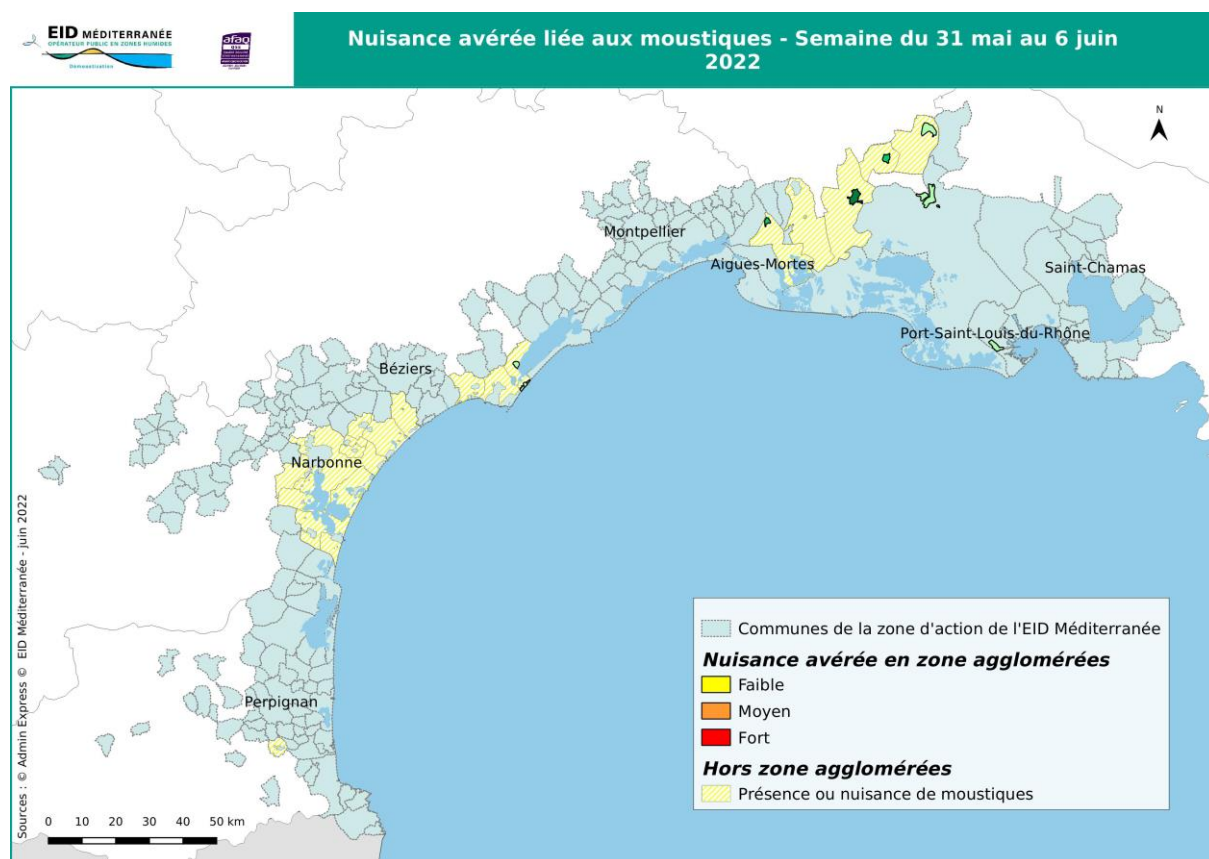 EID MÉDITERRANÉE
OPÉRATEUR PUBLIC EN ZONES HUMIDES
Démoustication
afaq
Nuisance avérée liée aux moustiques - Semaine du 31 mai au 6 juin
2022
N
Montpellier
Aigues-Mortes
Saint-Chamas
Port-Saint-Louis-du-Rhône
Béziers
Narbonne
Perpignan
Communes de la zone d'action de l'EID Méditerranée
Nuisance avérée en zone agglomérées
Faible
Moyen
Fort
Hors zone agglomérées
Présence ou nuisance de moustiques
0 10 20 30 40 50 km
Sources : © Admin Express © EID Méditerranée - juin 2022